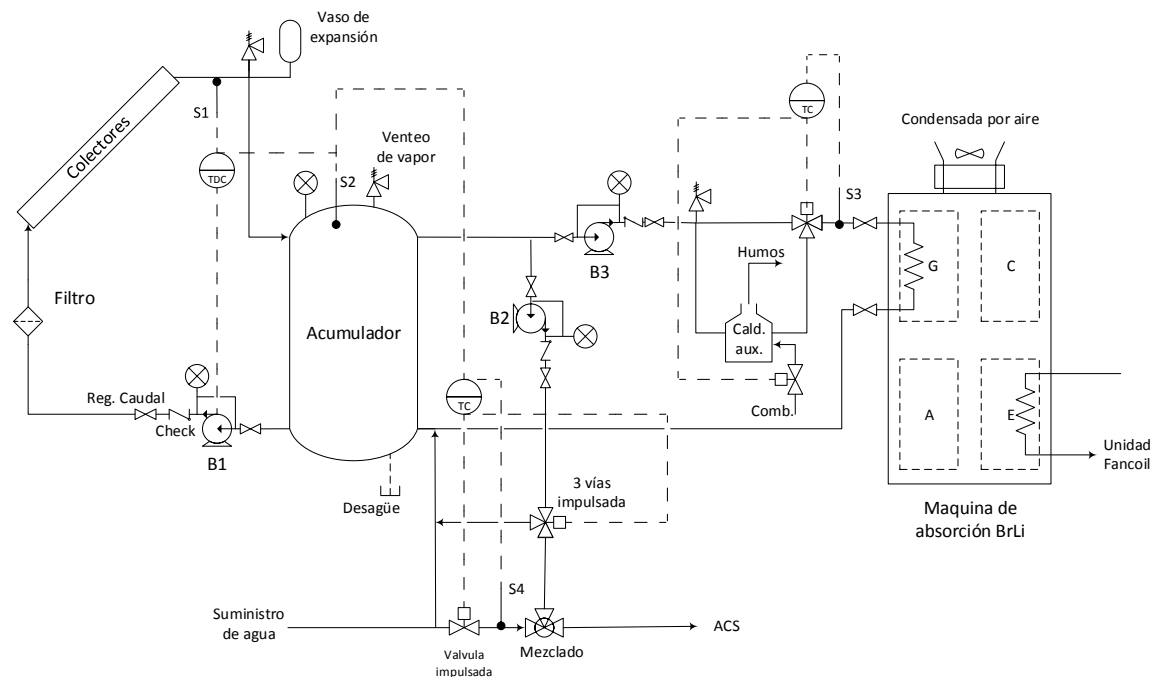 Vaso de
expansión
S1
Colectores
TDC
Venteo
de vapor
S2
TC
Condensada por aire
S3
B3
Humos
G
C
Filtro
B2
Acumulador
Cald.
aux.
TC
Reg. Caudal
Check
B1
Comb.
A
E
Unidad
Fancoil
Desagüe
3 vías
impulsada
Maquina de
absorción BrLi
S4
Suministro
de agua
ACS
Valvula
impulsada
Mezclado